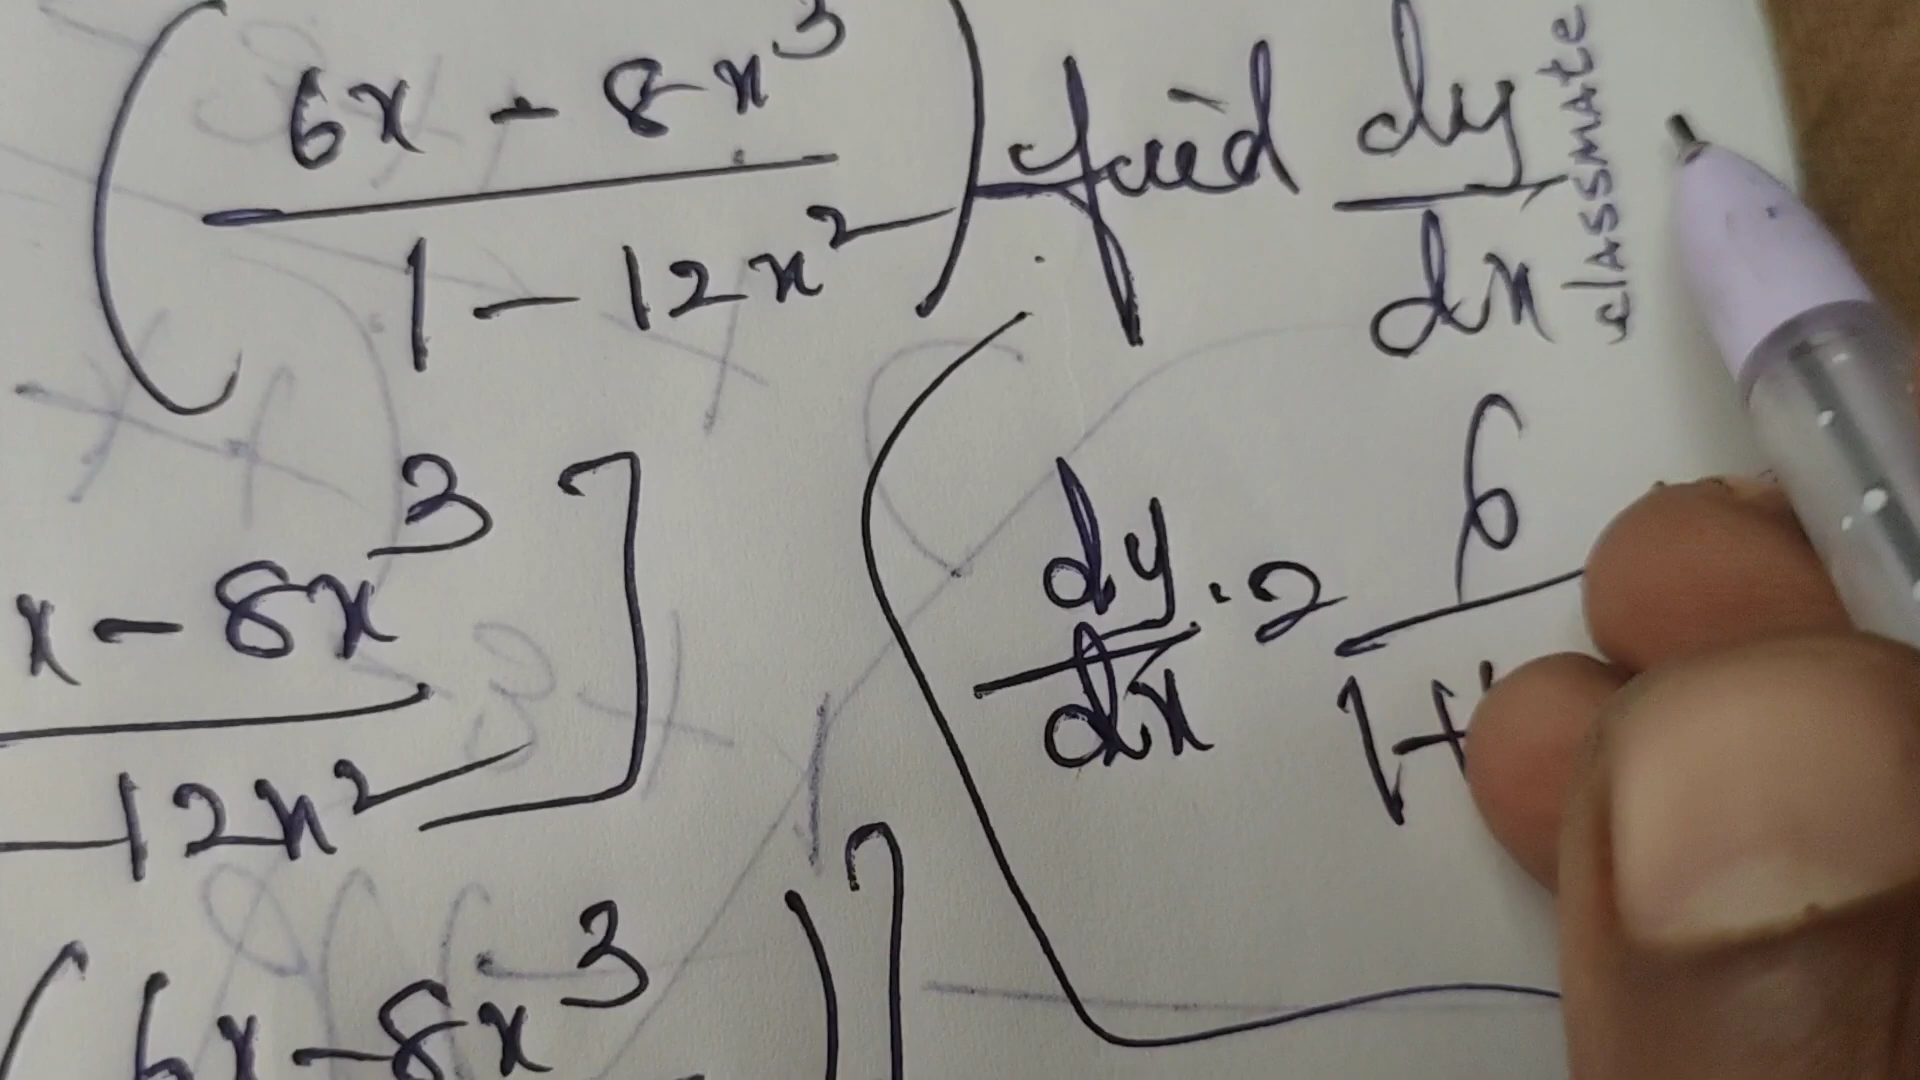 (6x - 8x³ / 1 - 12x²) find dy/dx
classmate
x - 8x³ / 12x² ]
dy/dx = 6 / 1+
(6x - 8x³ )]